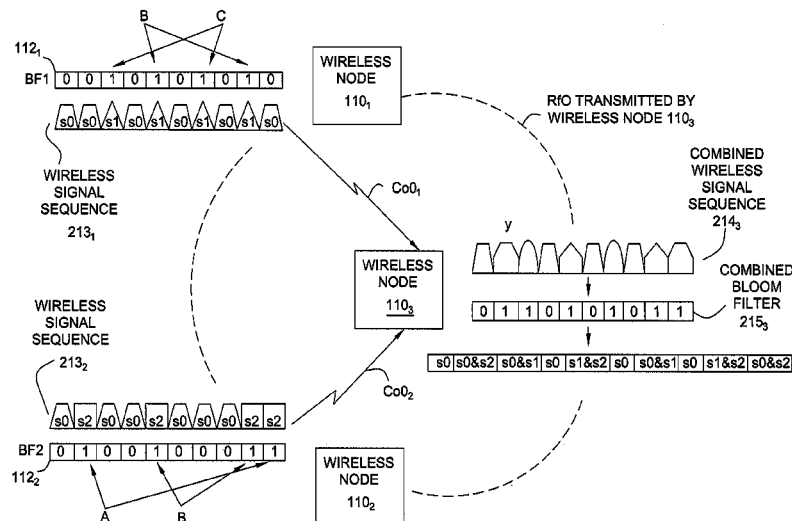 B C
112₁
BF1 0 0 1 0 1 0 1 0 1 0
s0 s0 s1 s0 s1 s0 s1 s0 s1 s0
WIRELESS
SIGNAL
SEQUENCE
213₁
WIRELESS
NODE
110₁
RfO TRANSMITTED BY
WIRELESS NODE 110₃
Co0₁
COMBINED
WIRELESS
SIGNAL
SEQUENCE
214₃
y
WIRELESS
NODE
110₃
COMBINED
BLOOM
FILTER
215₃
0 1 1 0 1 0 1 0 1 1
s0 s0&s2 s0&s1 s0 s1&s2 s0 s0&s1 s0 s1&s2 s0&s2
WIRELESS
SIGNAL
SEQUENCE
213₂
Co0₂
s0 s2 s0 s0 s2 s0 s0 s0 s2 s2
BF2 0 1 0 0 1 0 0 0 1 1
112₂
A B
WIRELESS
NODE
110₂